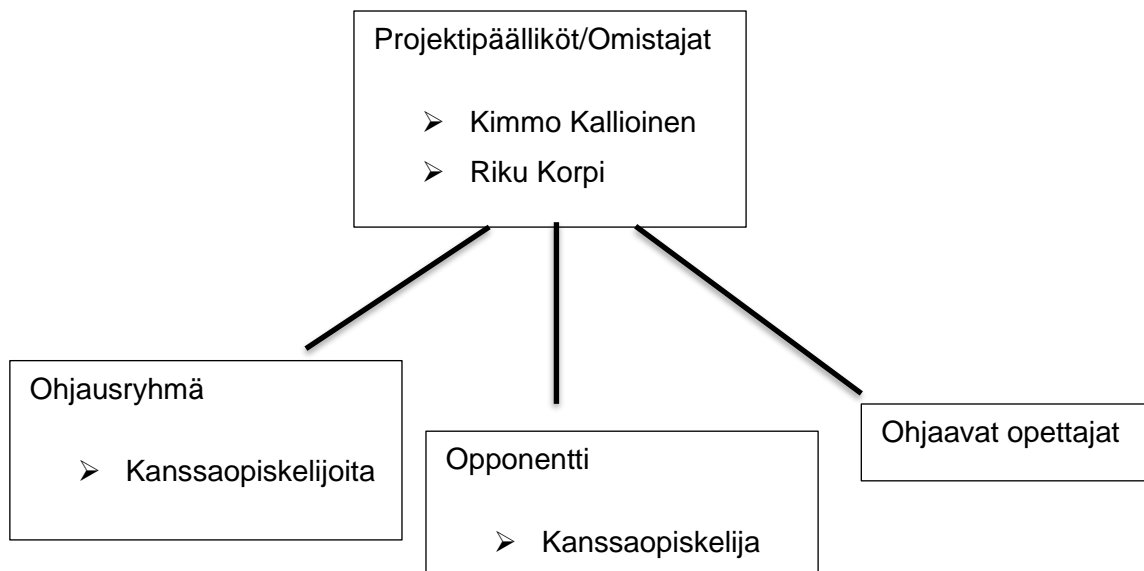 Projektipäälliköt/Omistajat
➢ Kimmo Kallioinen
➢ Riku Korpi
Ohjausryhmä
➢ Kanssaopiskelijoita
Opponentti
➢ Kanssaopiskelija
Ohjaavat opettajat